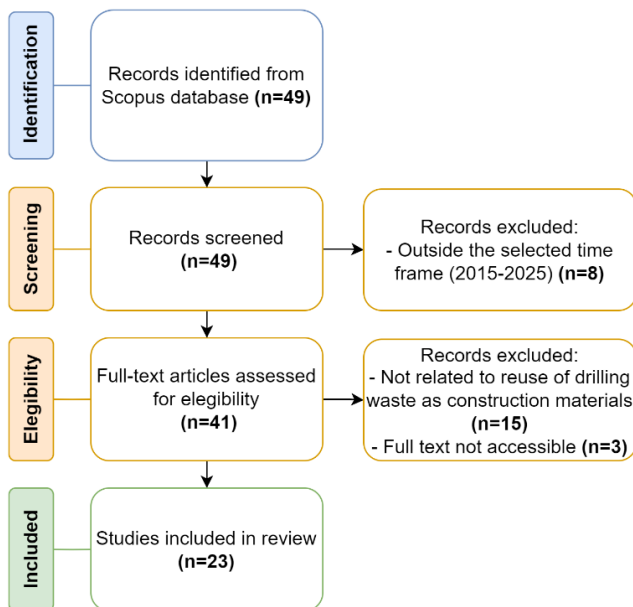 Identification
Records identified from
Scopus database (n=49)
Screening
Records screened
(n=49)
Records excluded:
- Outside the selected time
frame (2015-2025) (n=8)
Elegibility
Full-text articles assessed
for elegibility
(n=41)
Records excluded:
- Not related to reuse of drilling
waste as construction materials
(n=15)
- Full text not accessible (n=3)
Included
Studies included in review
(n=23)